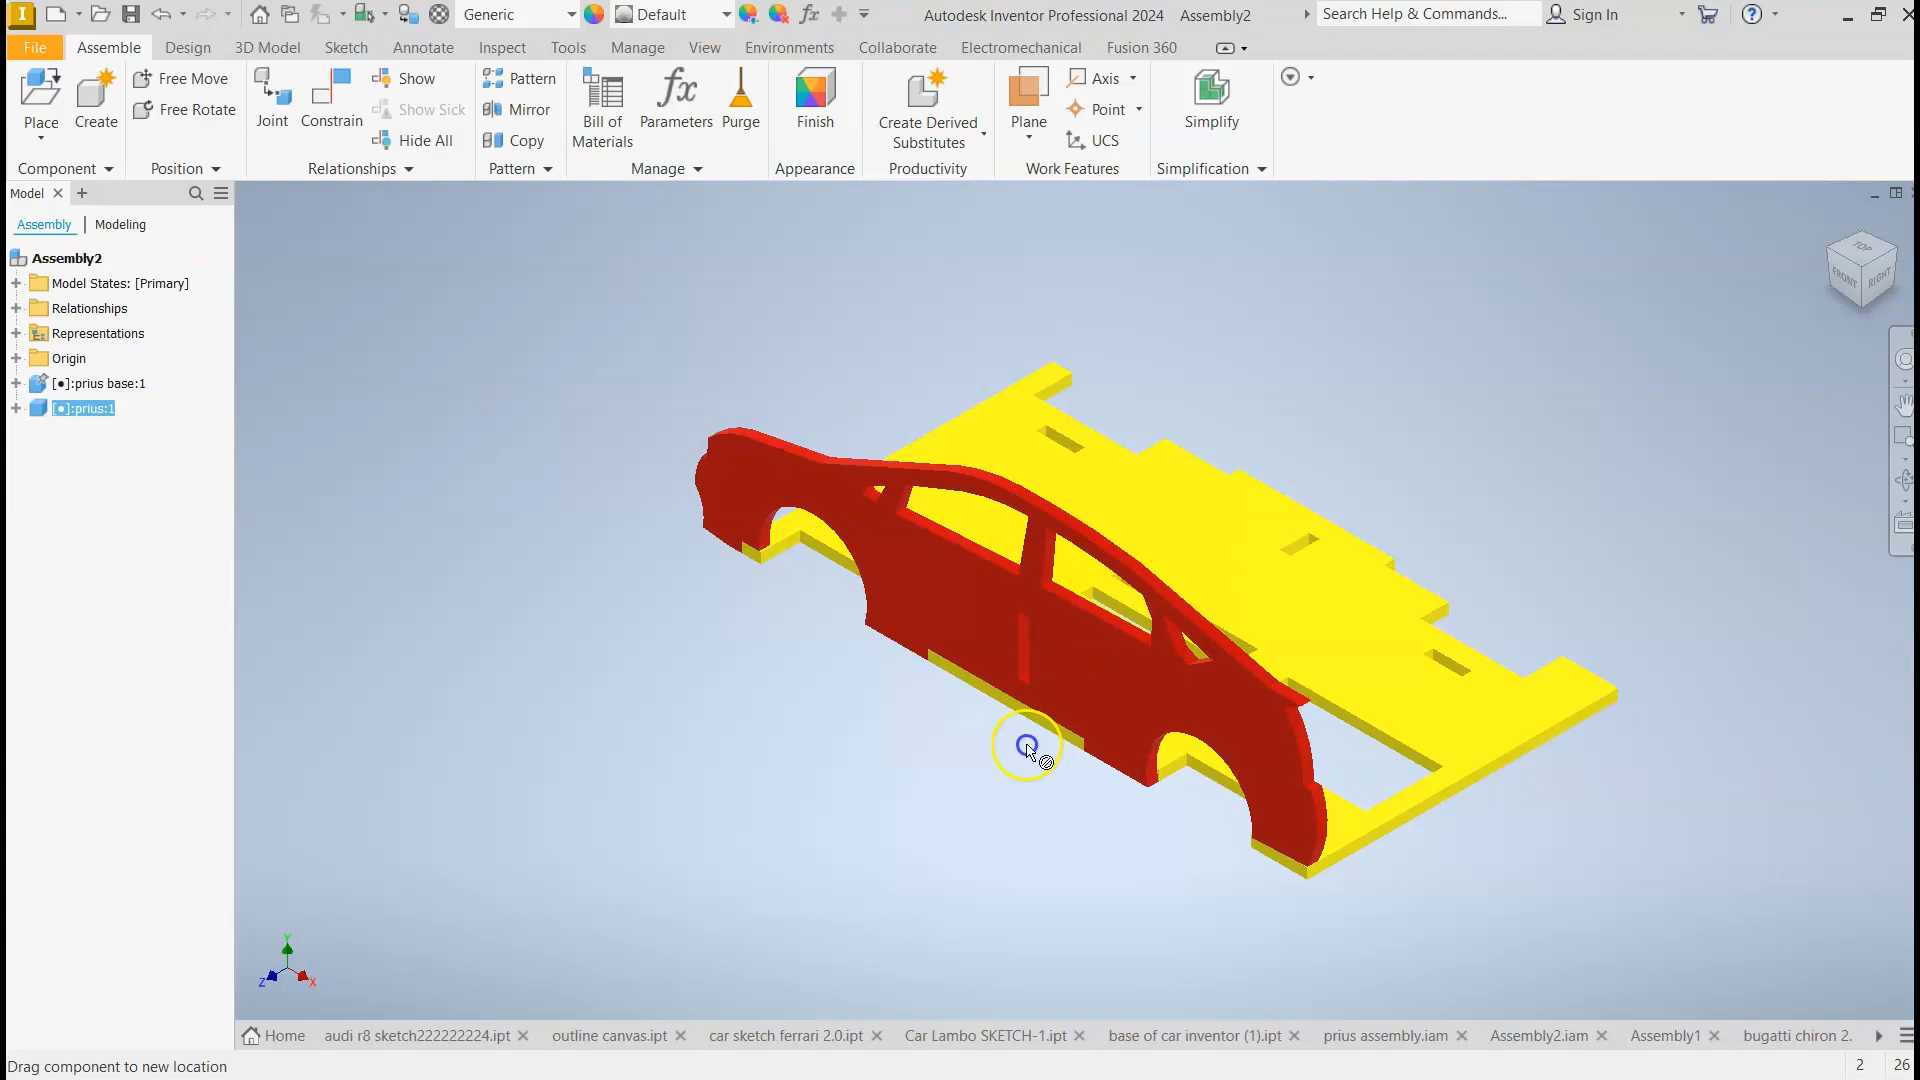 Generic
Default
Autodesk Inventor Professional 2024 Assembly2
Search Help & Commands...
Sign In
File Assemble Design 3D Model Sketch Annotate Inspect Tools Manage View Environments Collaborate Electromechanical Fusion 360
Place
Create
Free Move
Free Rotate
Joint
Constrain
Show
Show Sick
Hide All
Pattern
Mirror
Copy
Bill of
Materials
Parameters
Purge
Finish
Create Derived
Substitutes
Plane
Axis
Point
UCS
Simplify
Component Position Relationships Pattern Manage Appearance Productivity Work Features Simplification
Model
Assembly | Modeling
Assembly2
Model States: [Primary]
Relationships
Representations
Origin
[•]:prius base:1
[•]:prius:1
TOP
FRONT
RIGHT
Y
Z
X
Home audi r8 sketch222222224.ipt outline canvas.ipt car sketch ferrari 2.0.ipt Car Lambo SKETCH-1.ipt base of car inventor (1).ipt prius assembly.iam Assembly2.iam Assembly1 bugatti chiron 2.
Drag component to new location
2 26